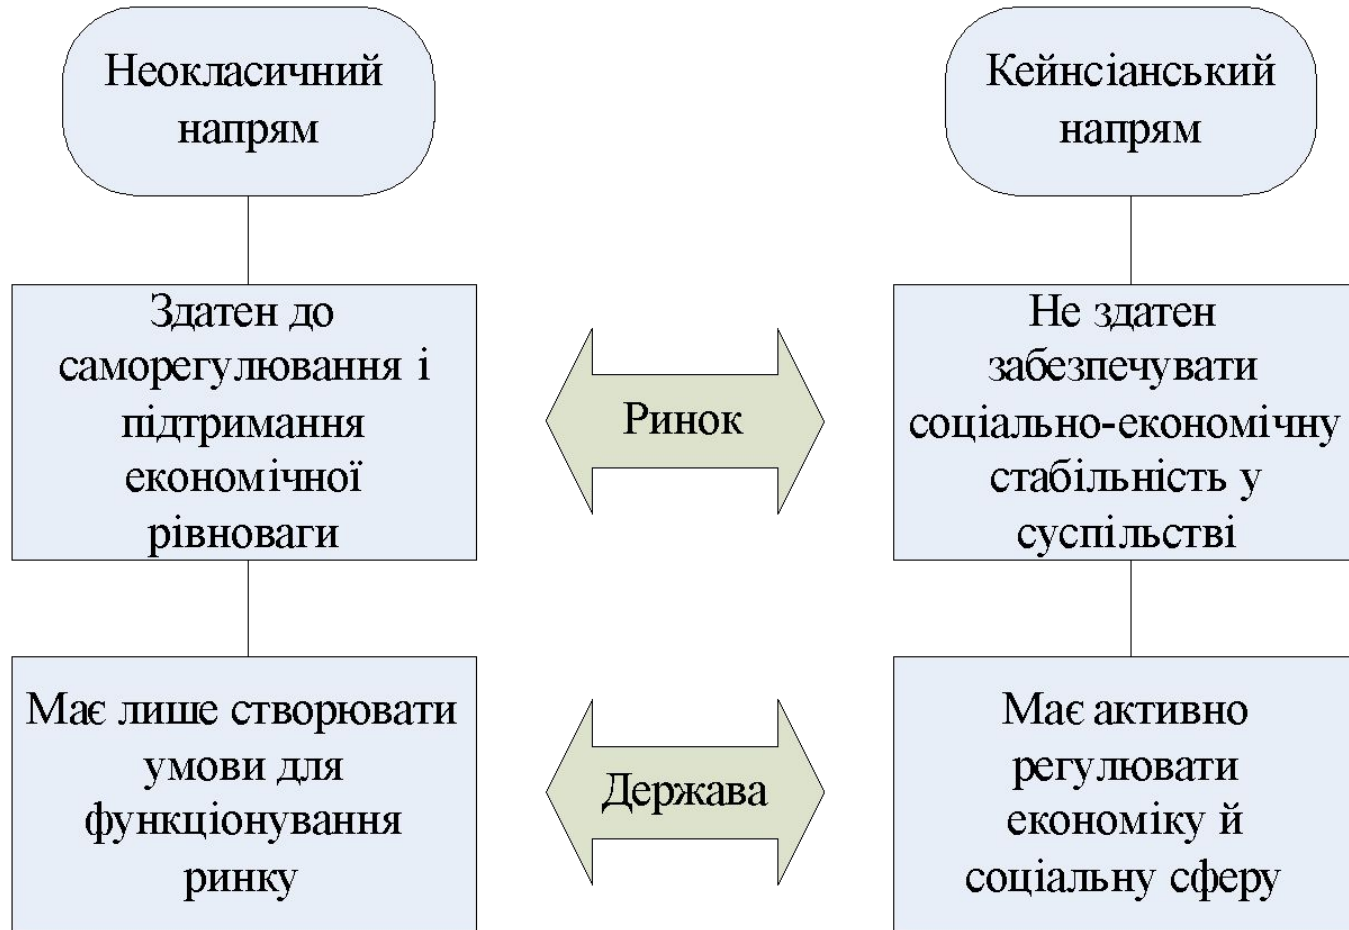 Неокласичний
напрям
Кейнсіанський
напрям
Здатен до
саморегулювання і
підтримання
економічної
рівноваги
Ринок
Не здатен
забезпечувати
соціально-економічну
стабільність у
суспільстві
Має лише створювати
умови для
функціонування
ринку
Держава
Має активно
регулювати
економіку й
соціальну сферу